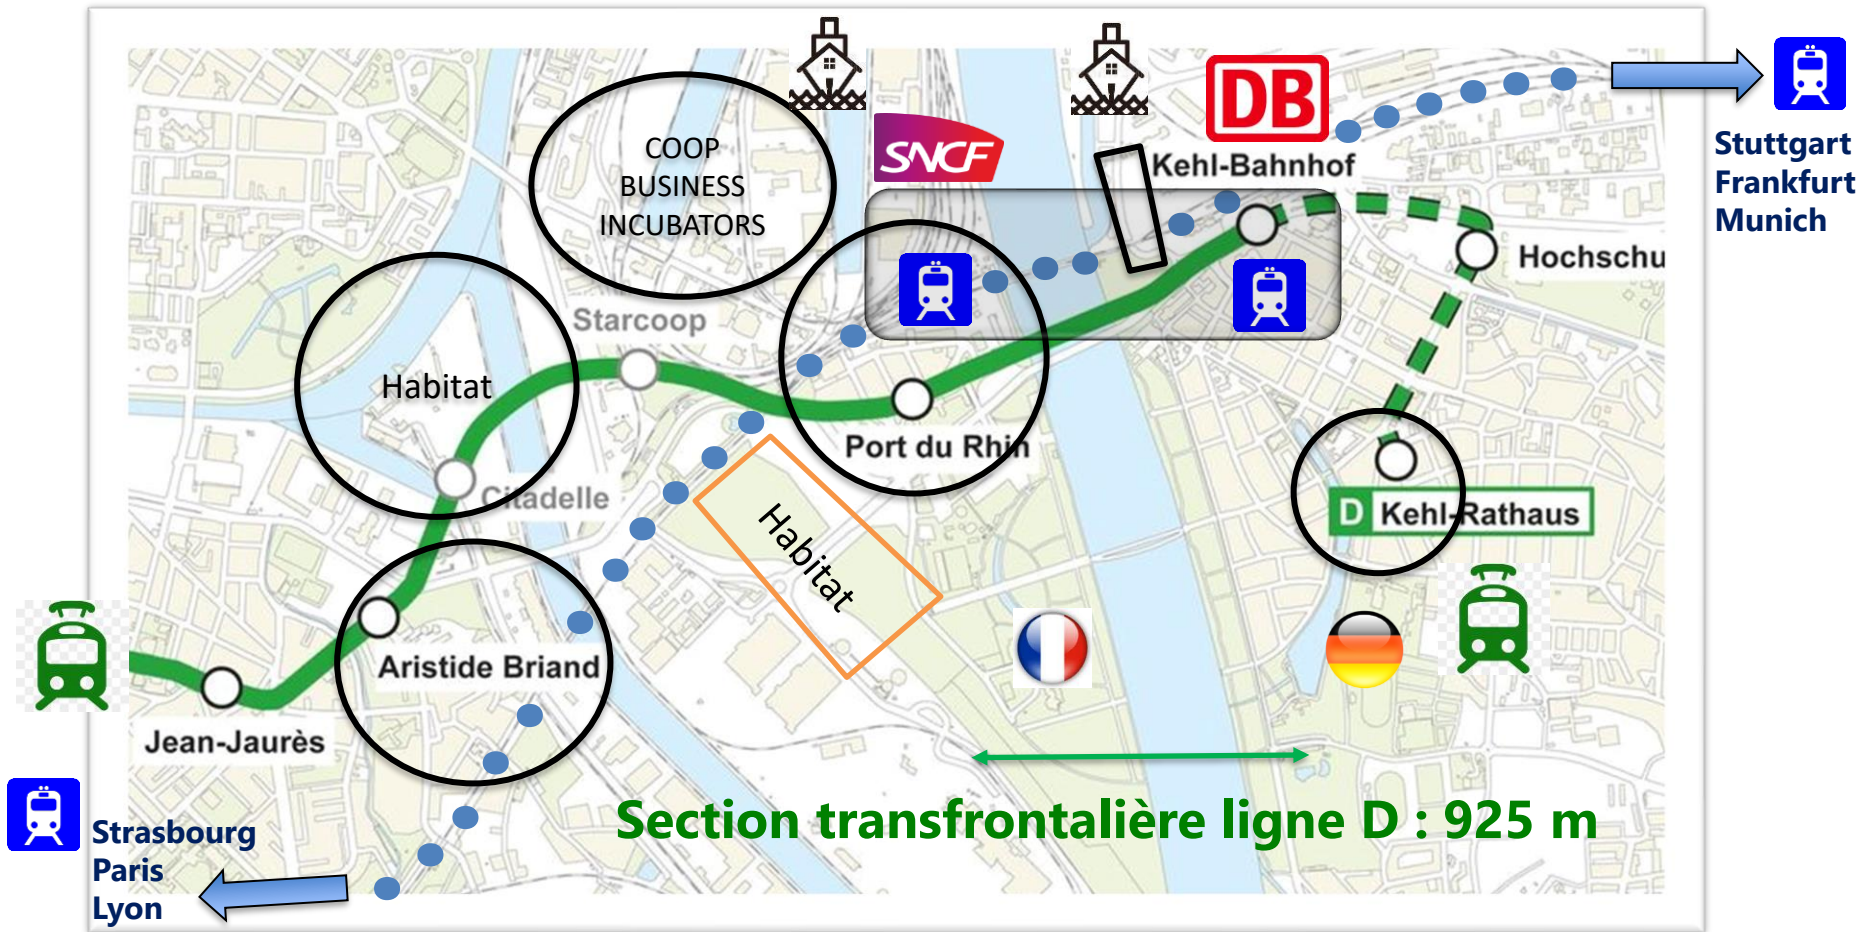 DB
SNCF
Stuttgart
Frankfurt
Munich
COOP
BUSINESS
INCUBATORS
Kehl-Bahnhof
Hochschu
Starcoop
Habitat
Port du Rhin
Citadelle
D Kehl-Rathaus
Habitat
Aristide Briand
Jean-Jaurès
Section transfrontalière ligne D : 925 m
Strasbourg
Paris
Lyon